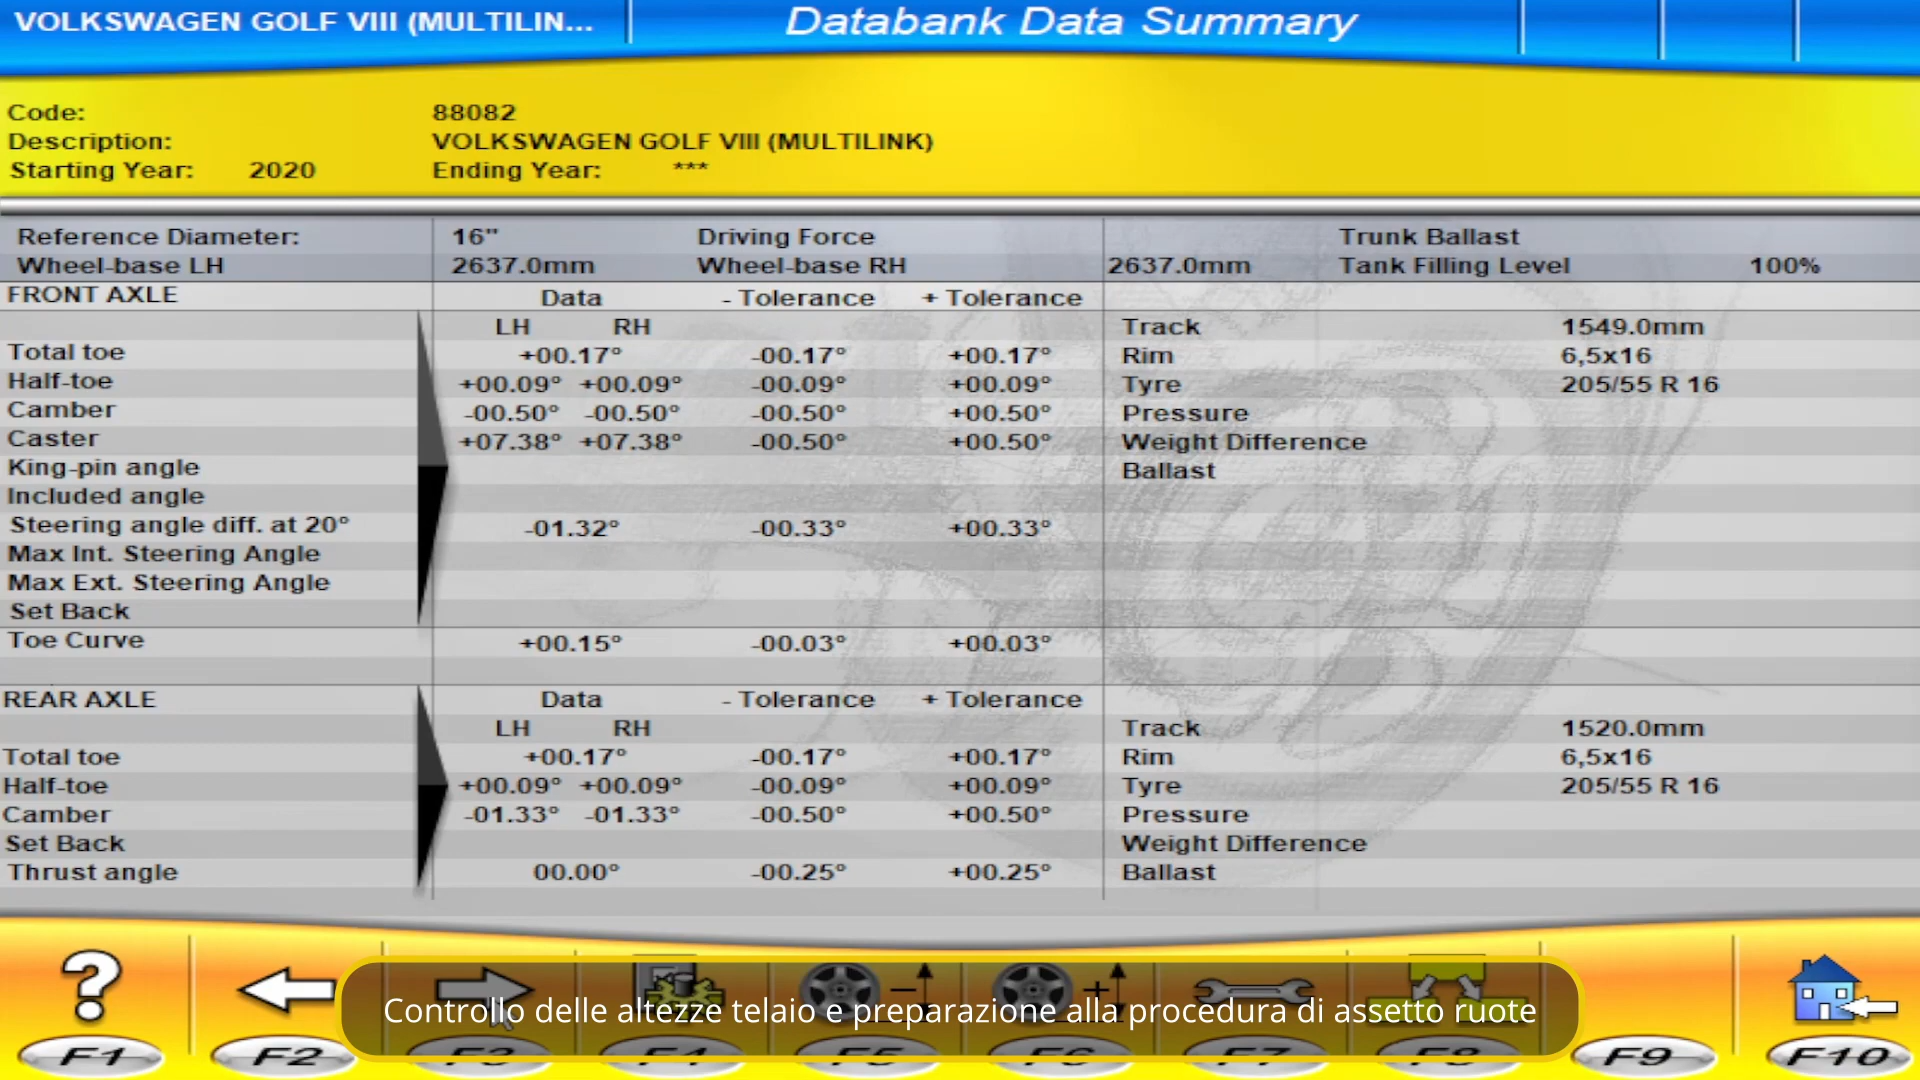 VOLKSWAGEN GOLF VIII (MULTILIN... Databank Data Summary
Code: 88082
Description: VOLKSWAGEN GOLF VIII (MULTILINK)
Starting Year: 2020 Ending Year: ***
Reference Diameter: 16" Driving Force Trunk Ballast
Wheel-base LH 2637.0mm Wheel-base RH 2637.0mm Tank Filling Level 100%
FRONT AXLE Data - Tolerance + Tolerance
LH RH Track 1549.0mm
Total toe +00.17° -00.17° +00.17° Rim 6,5x16
Half-toe +00.09° +00.09° -00.09° +00.09° Tyre 205/55 R 16
Camber -00.50° -00.50° -00.50° +00.50° Pressure
Caster +07.38° +07.38° -00.50° +00.50° Weight Difference
King-pin angle Ballast
Included angle
Steering angle diff. at 20° -01.32° -00.33° +00.33°
Max Int. Steering Angle
Max Ext. Steering Angle
Set Back
Toe Curve +00.15° -00.03° +00.03°
REAR AXLE Data - Tolerance + Tolerance
LH RH Track 1520.0mm
Total toe +00.17° -00.17° +00.17° Rim 6,5x16
Half-toe +00.09° +00.09° -00.09° +00.09° Tyre 205/55 R 16
Camber -01.33° -01.33° -00.50° +00.50° Pressure
Set Back Weight Difference
Thrust angle 00.00° -00.25° +00.25° Ballast
Controllo delle altezze telaio e preparazione alla procedura di assetto ruote
F1 F2 F3 F4 F5 F6 F7 F8 F9 F10